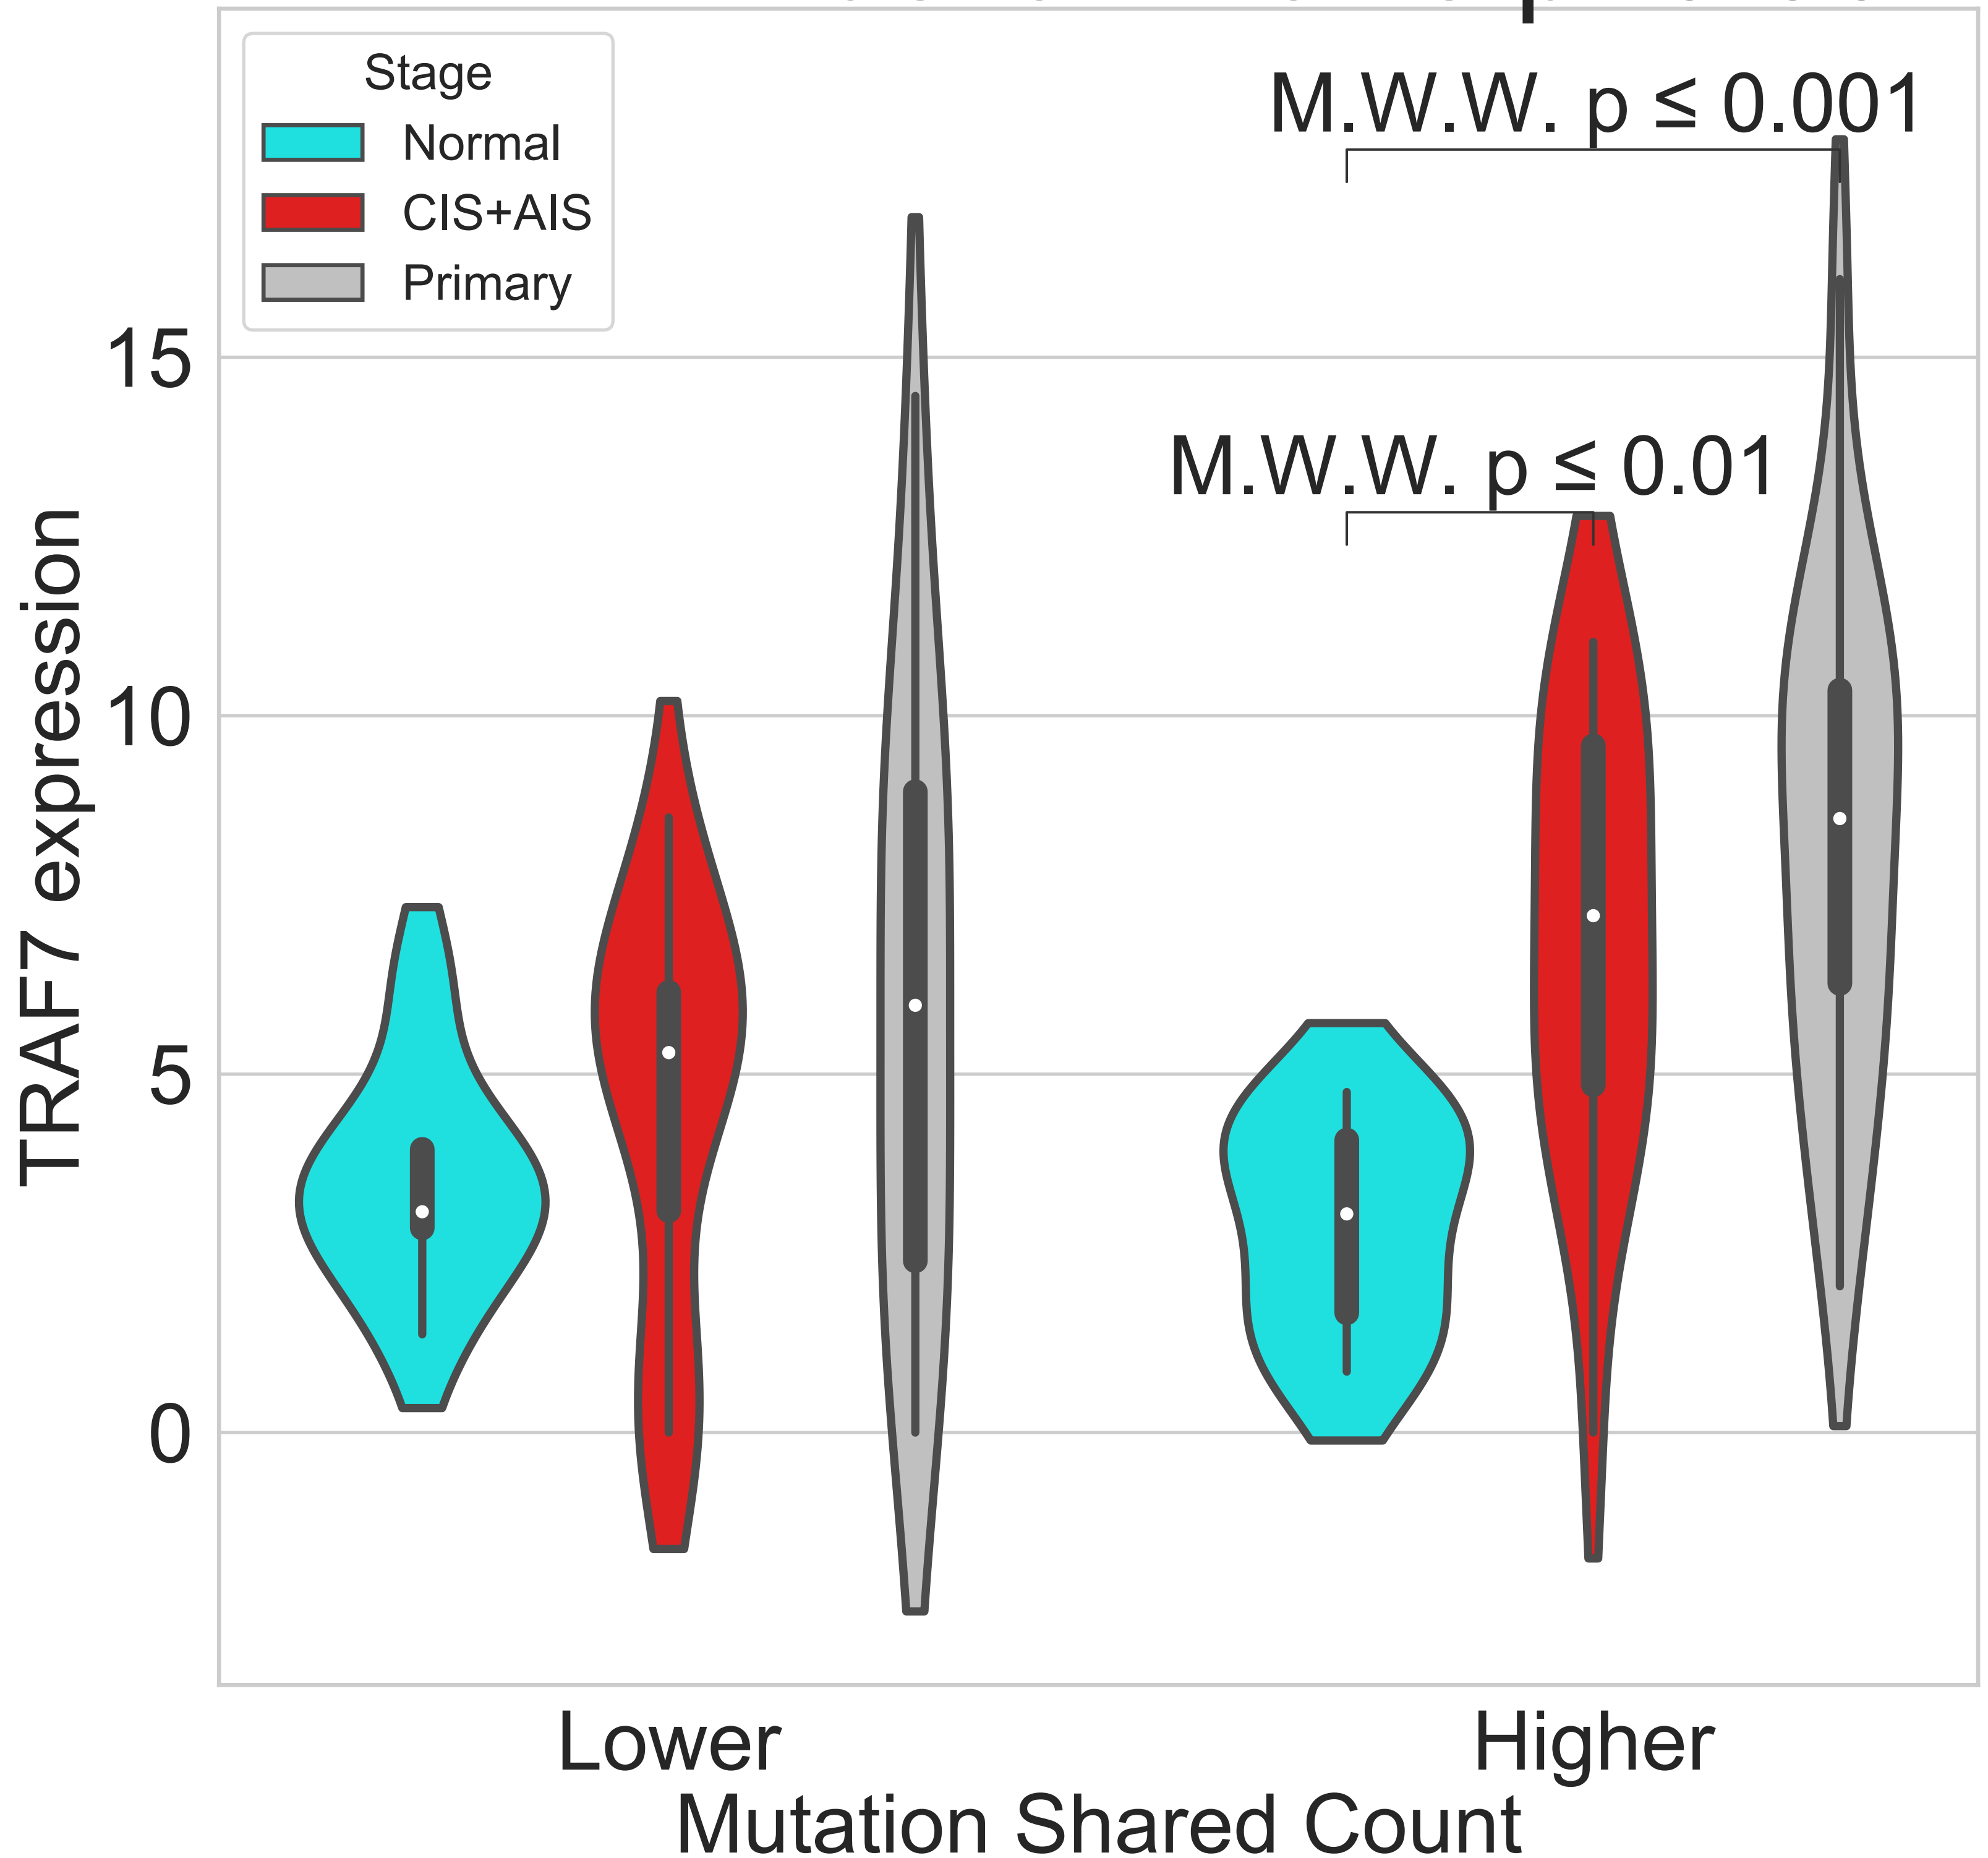 M.W.W. p ≤ 0.001
Stage
Normal
CIS+AIS
Primary
15
M.W.W. p ≤ 0.01
10
5
0
TRAF7 expression
Lower
Higher
Mutation Shared Count